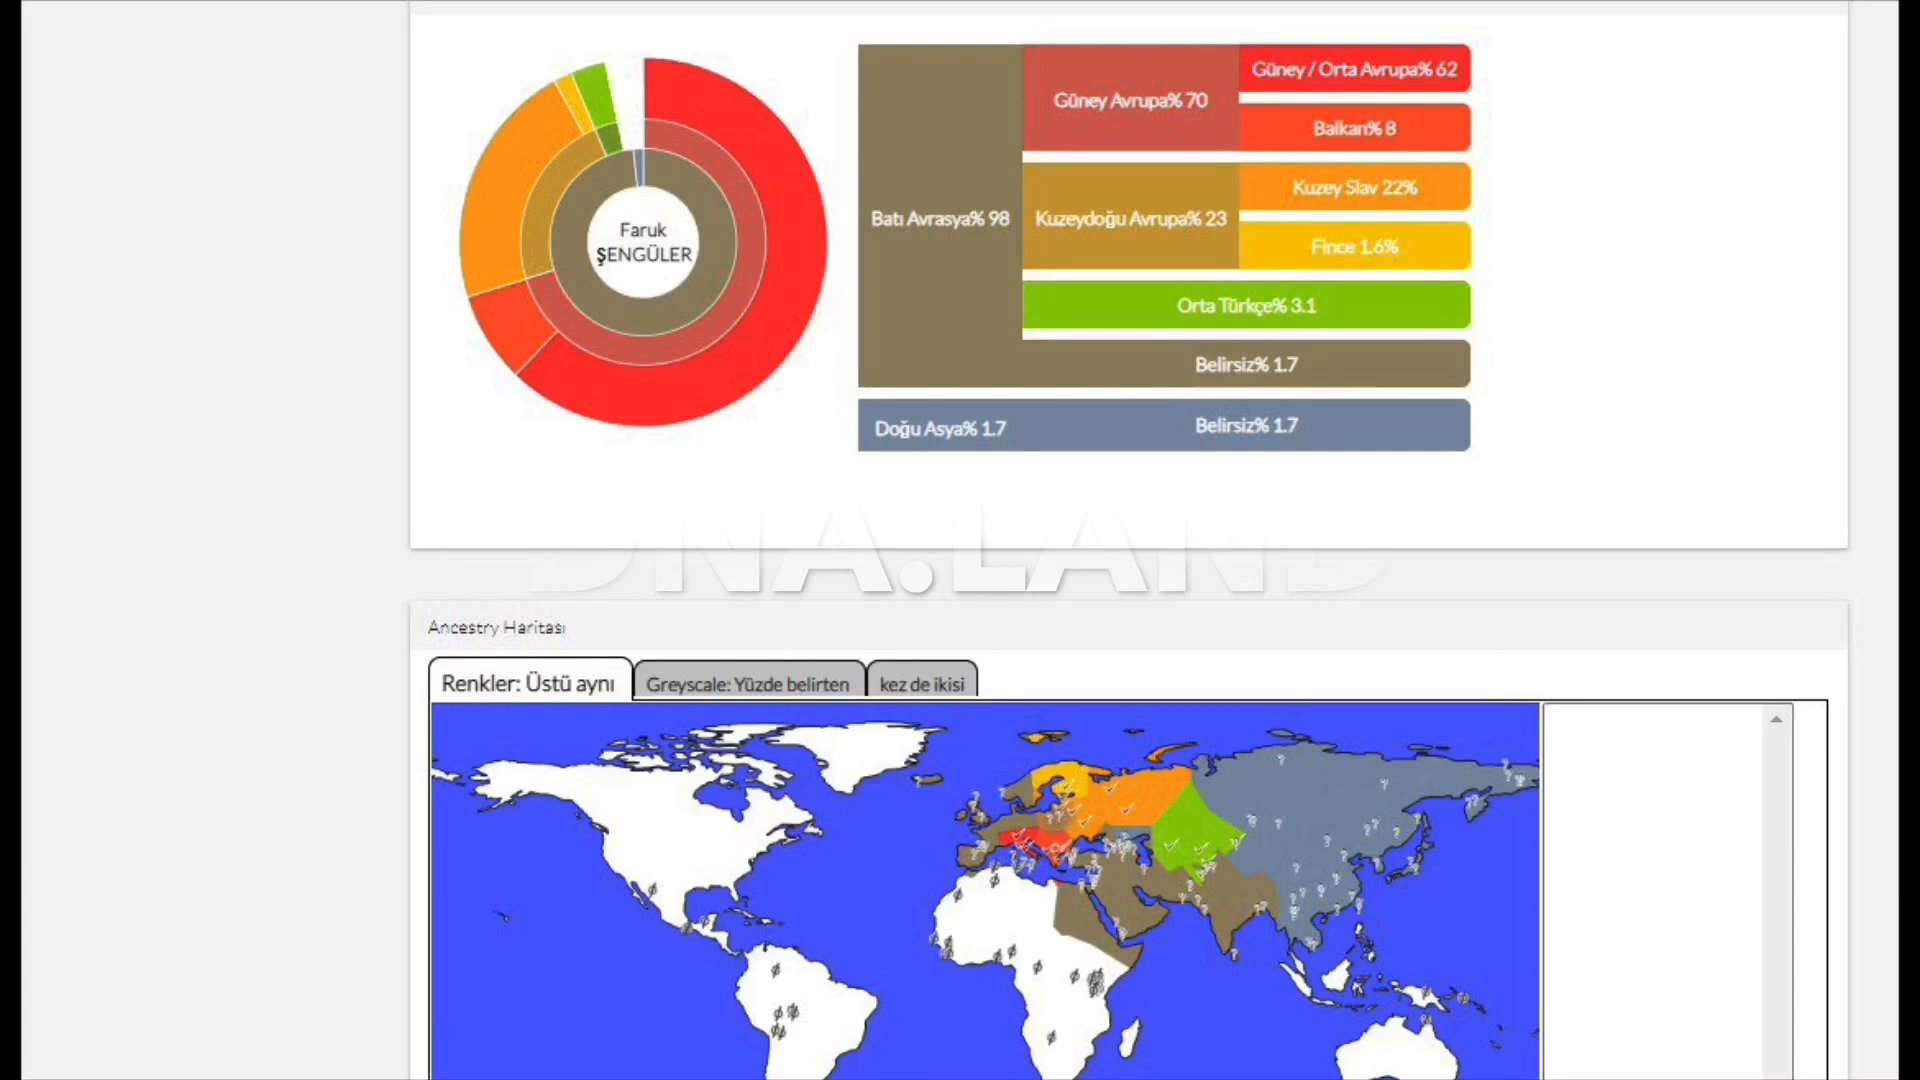 Faruk
ŞENGÜLER
Batı Avrasya% 98
Güney Avrupa% 70
Güney / Orta Avrupa% 62
Balkan% 8
Kuzeydoğu Avrupa% 23
Kuzey Slav 22%
Fince 1.6%
Orta Türkçe% 3.1
Belirsiz% 1.7
Doğu Asya% 1.7
Belirsiz% 1.7
DNA.LAND
Ancestry Haritası
Renkler: Üstü aynı
Greyscale: Yüzde belirten
kez de ikisi